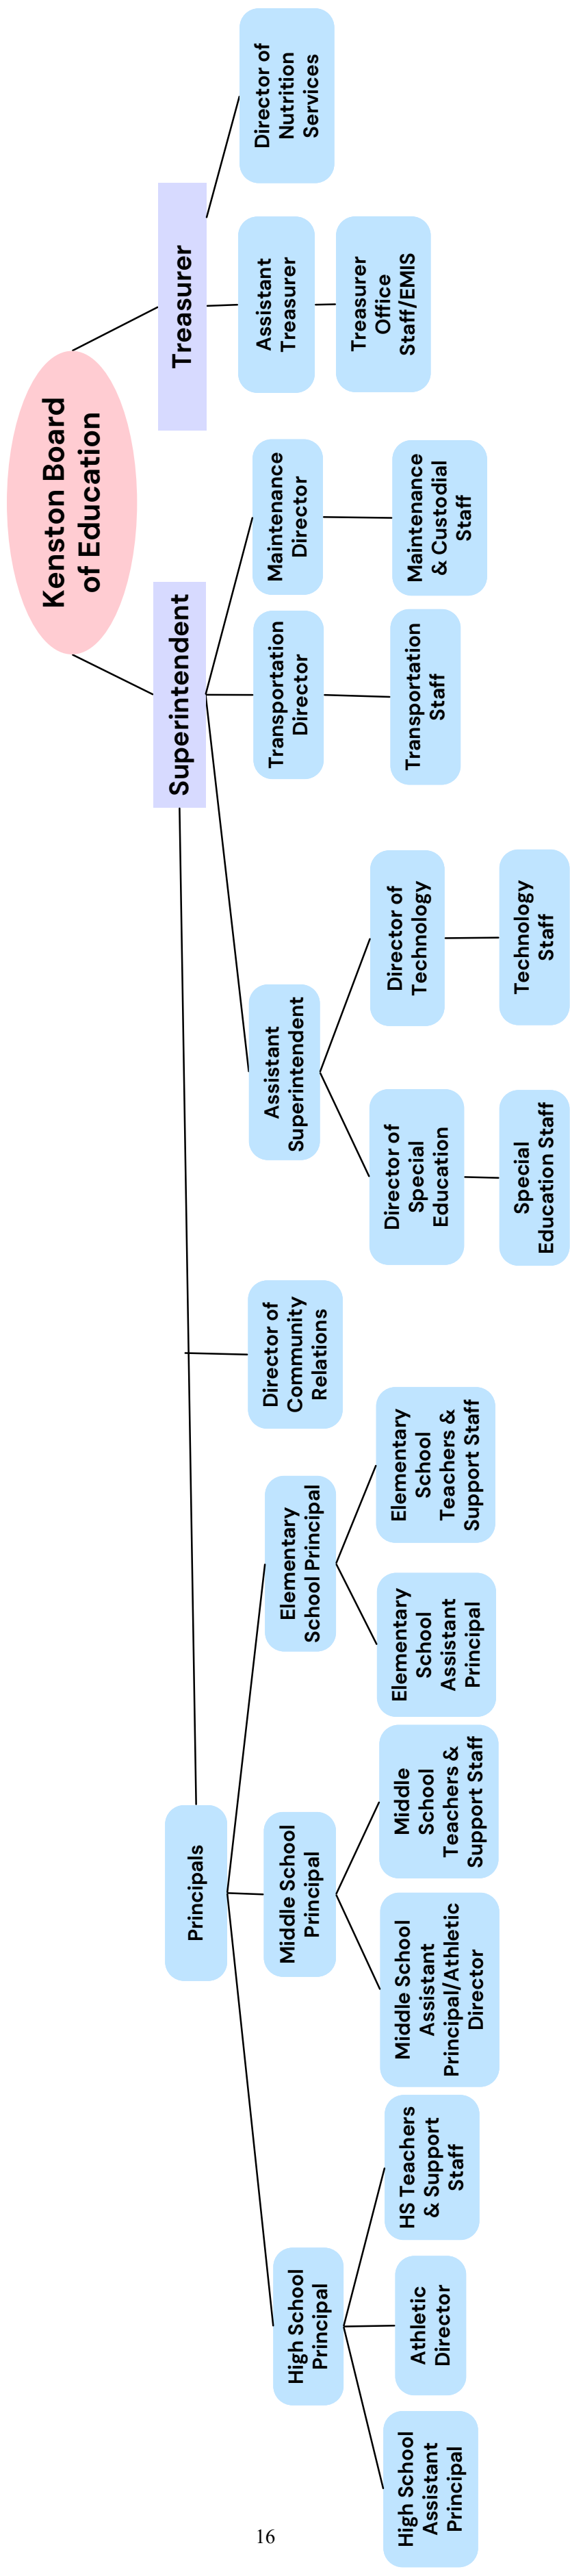 Kenston Board
of Education
Superintendent
Treasurer
Principals
Director of
Community
Relations
Assistant
Superintendent
Transportation
Director
Maintenance
Director
Assistant
Treasurer
Director of
Nutrition
Services
High School
Principal
Middle School
Principal
Elementary
School Principal
Director of
Special
Education
Director of
Technology
Transportation
Staff
Maintenance
& Custodial
Staff
Treasurer
Office
Staff/EMIS
High School
Assistant
Principal
Athletic
Director
HS Teachers
& Support
Staff
Middle School
Assistant
Principal/Athletic
Director
Middle
School
Teachers &
Support Staff
Elementary
School
Assistant
Principal
Elementary
School
Teachers &
Support Staff
Special
Education Staff
Technology
Staff
16